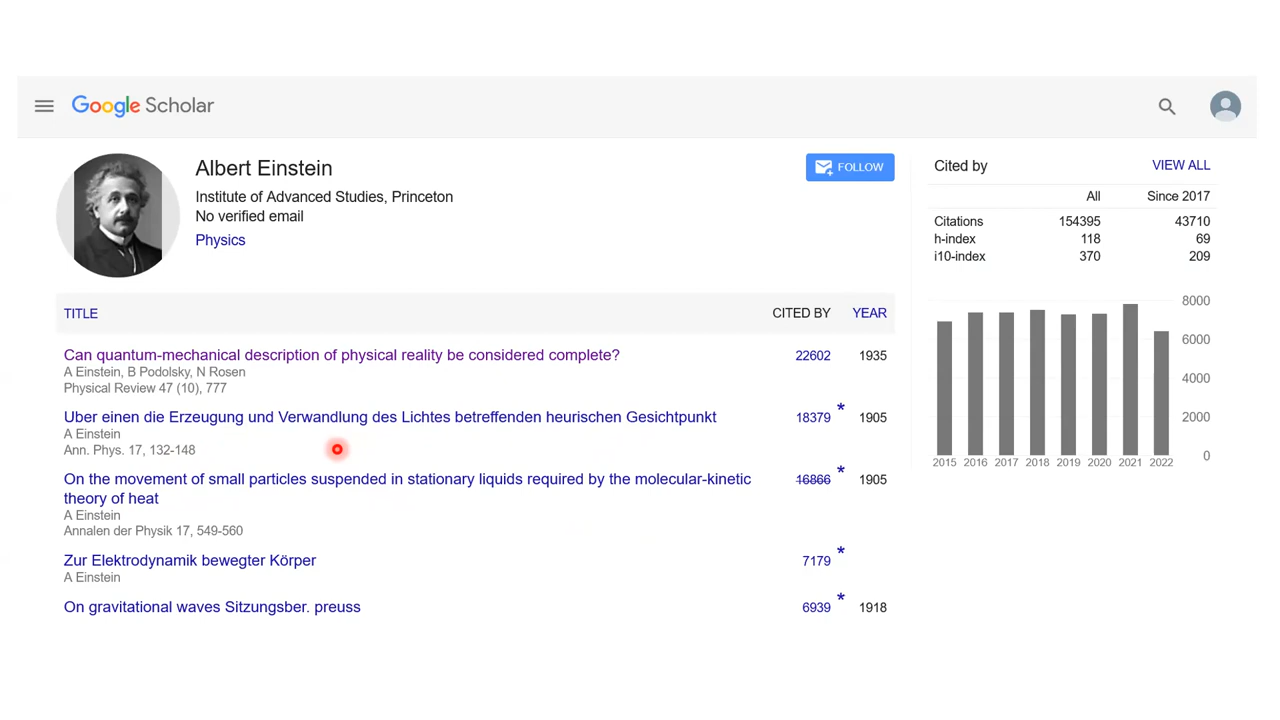 Google Scholar
Albert Einstein
Institute of Advanced Studies, Princeton
No verified email
Physics
FOLLOW
TITLE CITED BY YEAR
Can quantum-mechanical description of physical reality be considered complete? 22602 1935
A Einstein, B Podolsky, N Rosen
Physical Review 47 (10), 777
Uber einen die Erzeugung und Verwandlung des Lichtes betreffenden heurischen Gesichtpunkt 18379 * 1905
A Einstein
Ann. Phys. 17, 132-148
On the movement of small particles suspended in stationary liquids required by the molecular-kinetic 16866 * 1905
theory of heat
A Einstein
Annalen der Physik 17, 549-560
Zur Elektrodynamik bewegter Körper 7179 *
A Einstein
On gravitational waves Sitzungsber. preuss 6939 * 1918
Cited by VIEW ALL
All Since 2017
Citations 154395 43710
h-index 118 69
i10-index 370 209
8000
6000
4000
2000
0
2015 2016 2017 2018 2019 2020 2021 2022